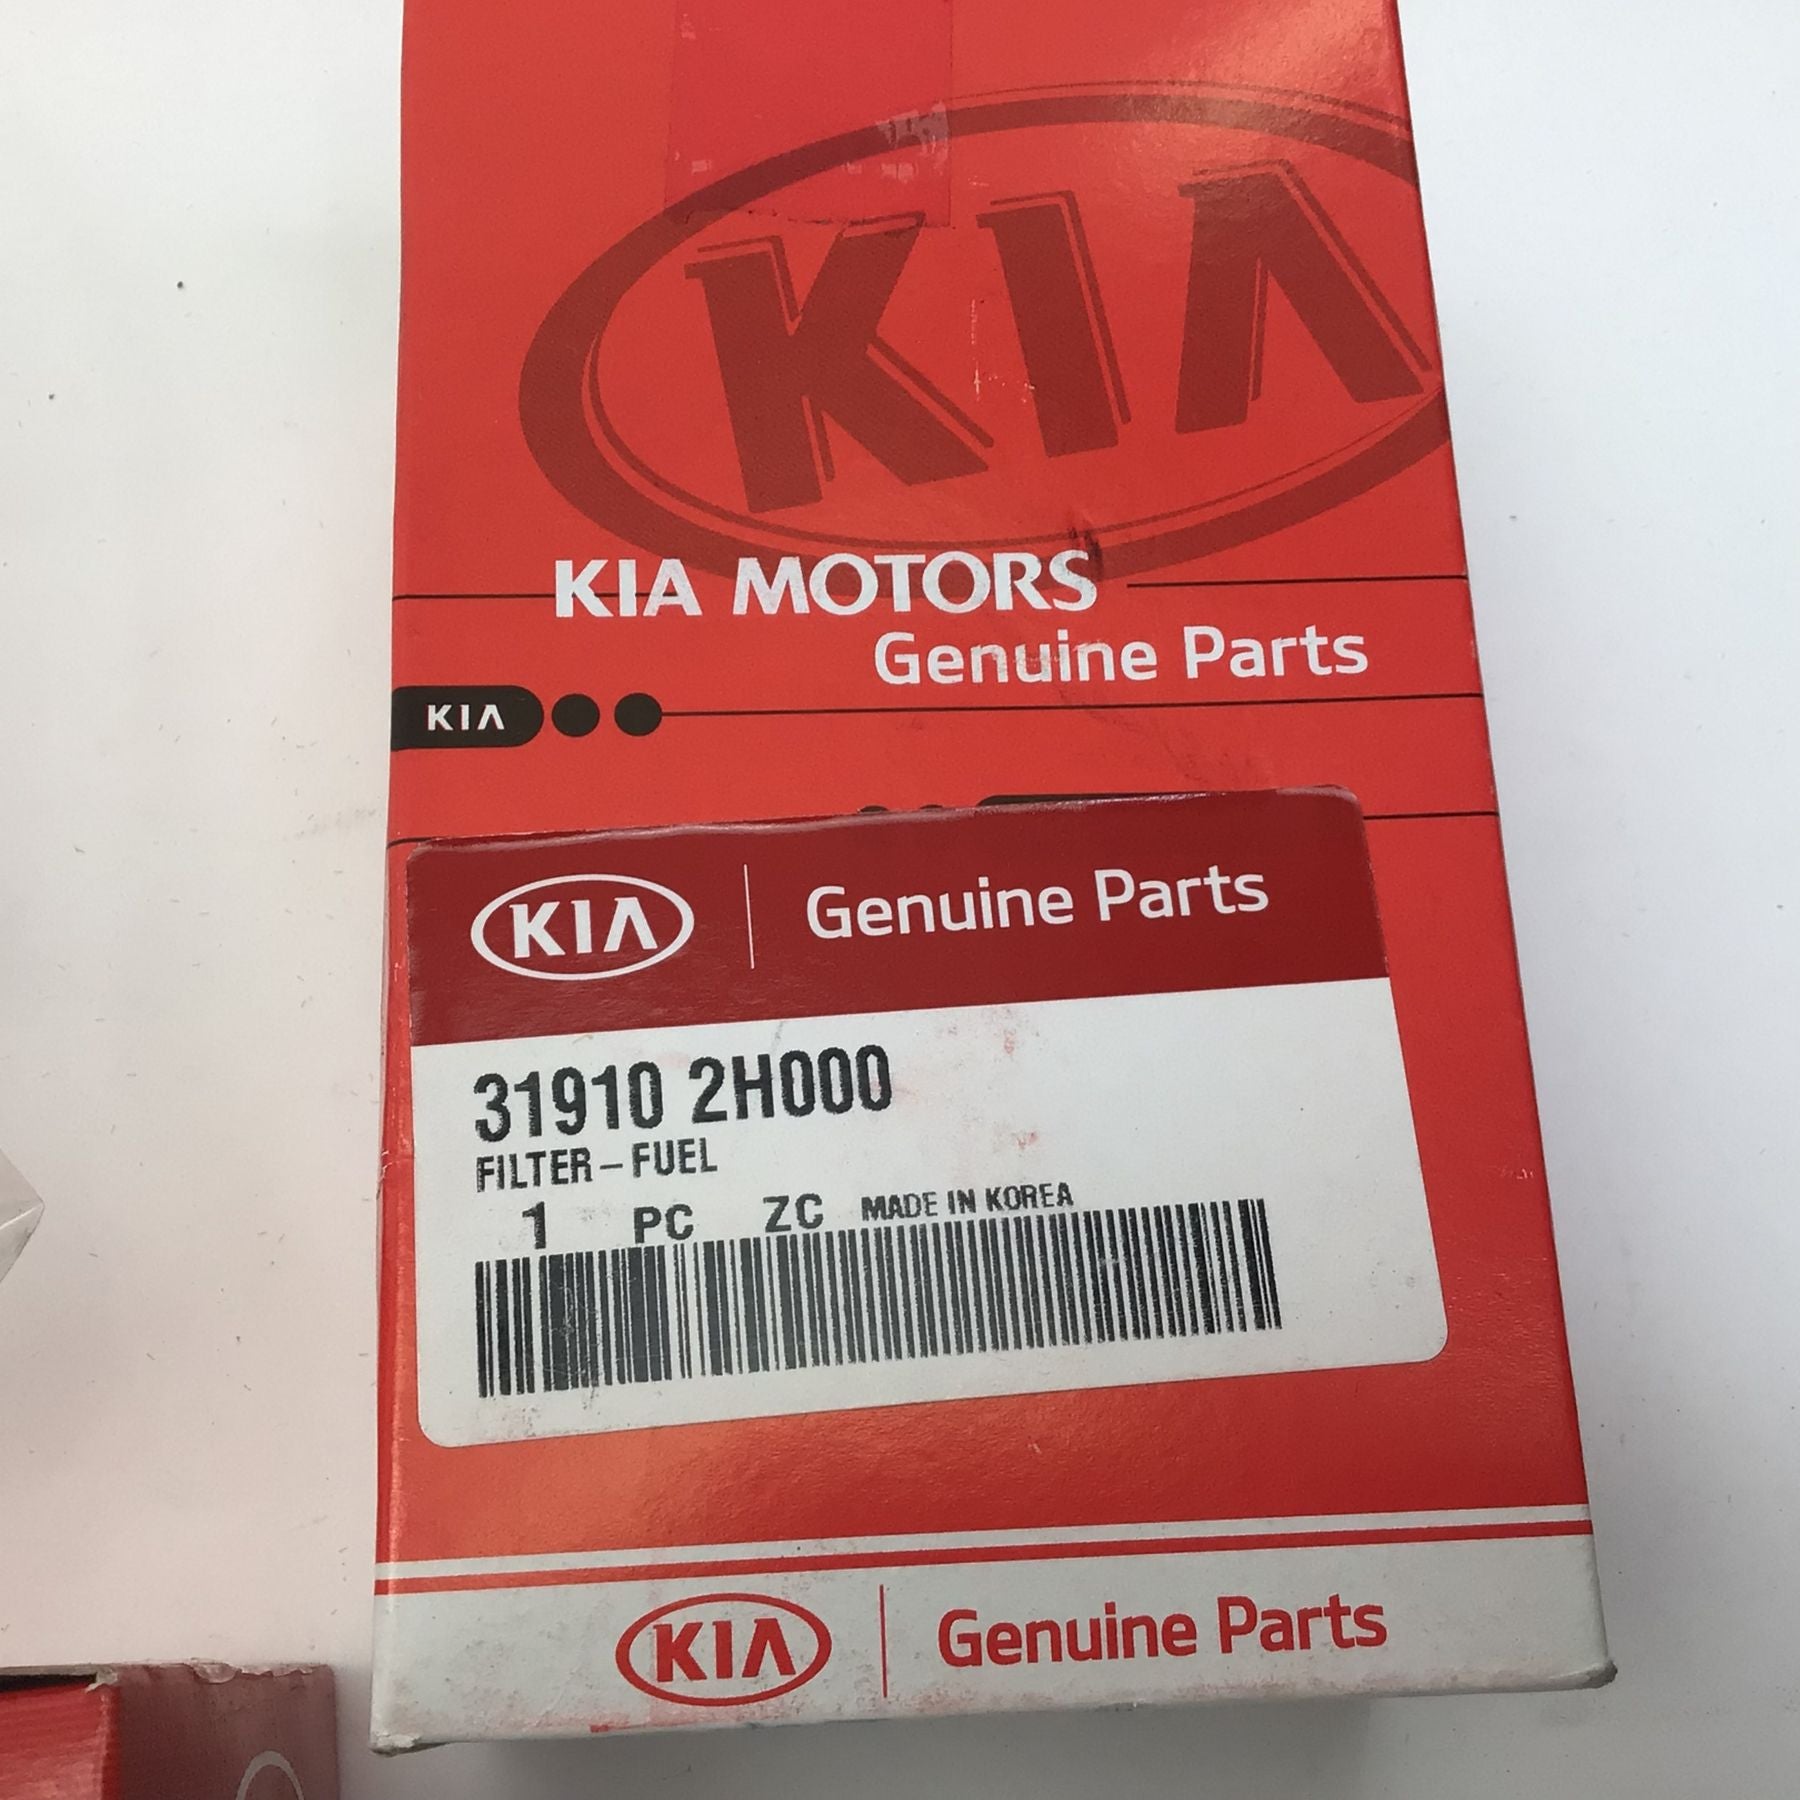 KIA
KIA MOTORS
Genuine Parts
KIA
KIA Genuine Parts
31910 2H000
FILTER-FUEL
1 PC ZC MADE IN KOREA
KIA Genuine Parts